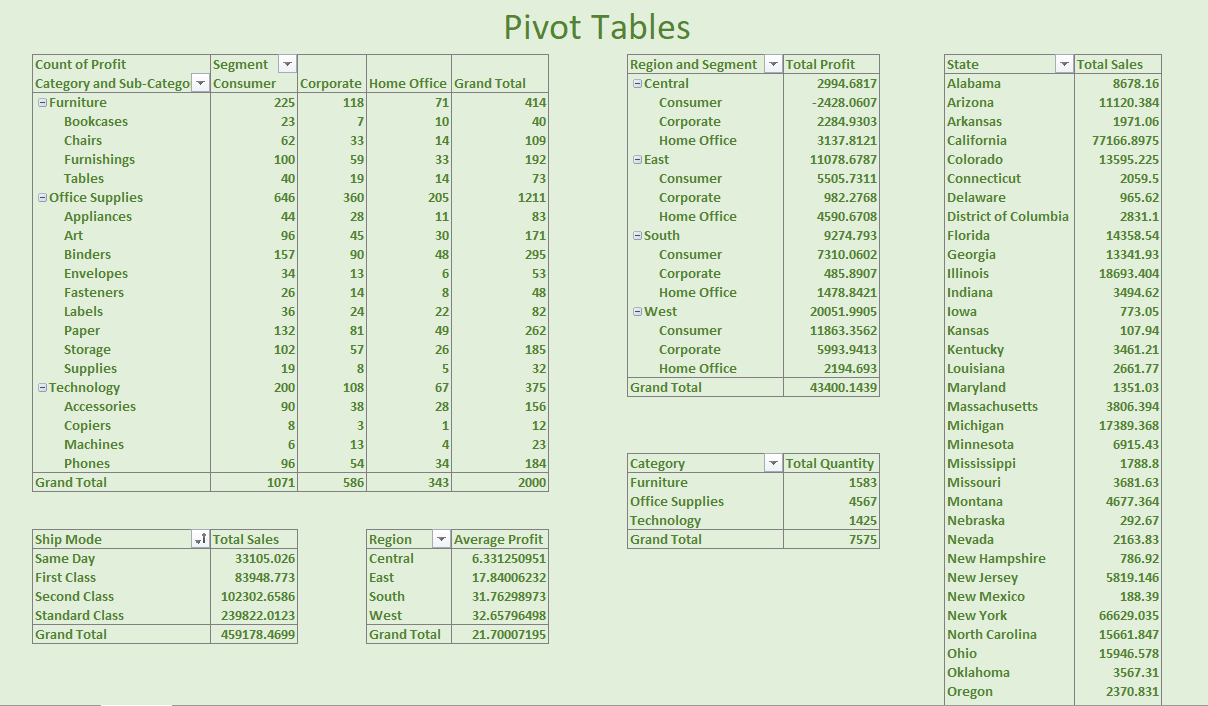 Pivot Tables
Count of Profit Segment
Category and Sub-Catego Consumer Corporate Home Office Grand Total
Furniture 225 118 71 414
Bookcases 23 7 10 40
Chairs 62 33 14 109
Furnishings 100 59 33 192
Tables 40 19 14 73
Office Supplies 646 360 205 1211
Appliances 44 28 11 83
Art 96 45 30 171
Binders 157 90 48 295
Envelopes 34 13 6 53
Fasteners 26 14 8 48
Labels 36 24 22 82
Paper 132 81 49 262
Storage 102 57 26 185
Supplies 19 8 5 32
Technology 200 108 67 375
Accessories 90 38 28 156
Copiers 8 3 1 12
Machines 6 13 4 23
Phones 96 54 34 184
Grand Total 1071 586 343 2000
Ship Mode Total Sales
Same Day 33105.026
First Class 83948.773
Second Class 102302.6586
Standard Class 239822.0123
Grand Total 459178.4699
Region Average Profit
Central 6.331250951
East 17.84006232
South 31.76298973
West 32.65796498
Grand Total 21.70007195
Region and Segment Total Profit
Central 2994.6817
Consumer -2428.0607
Corporate 2284.9303
Home Office 3137.8121
East 11078.6787
Consumer 5505.7311
Corporate 982.2768
Home Office 4590.6708
South 9274.793
Consumer 7310.0602
Corporate 485.8907
Home Office 1478.8421
West 20051.9905
Consumer 11863.3562
Corporate 5993.9413
Home Office 2194.693
Grand Total 43400.1439
Category Total Quantity
Furniture 1583
Office Supplies 4567
Technology 1425
Grand Total 7575
State Total Sales
Alabama 8678.16
Arizona 11120.384
Arkansas 1971.06
California 77166.8975
Colorado 13595.225
Connecticut 2059.5
Delaware 965.62
District of Columbia 2831.1
Florida 14358.54
Georgia 13341.93
Illinois 18693.404
Indiana 3494.62
Iowa 773.05
Kansas 107.94
Kentucky 3461.21
Louisiana 2661.77
Maryland 1351.03
Massachusetts 3806.394
Michigan 17389.368
Minnesota 6915.43
Mississippi 1788.8
Missouri 3681.63
Montana 4677.364
Nebraska 292.67
Nevada 2163.83
New Hampshire 786.92
New Jersey 5819.146
New Mexico 188.39
New York 66629.035
North Carolina 15661.847
Ohio 15946.578
Oklahoma 3567.31
Oregon 2370.831